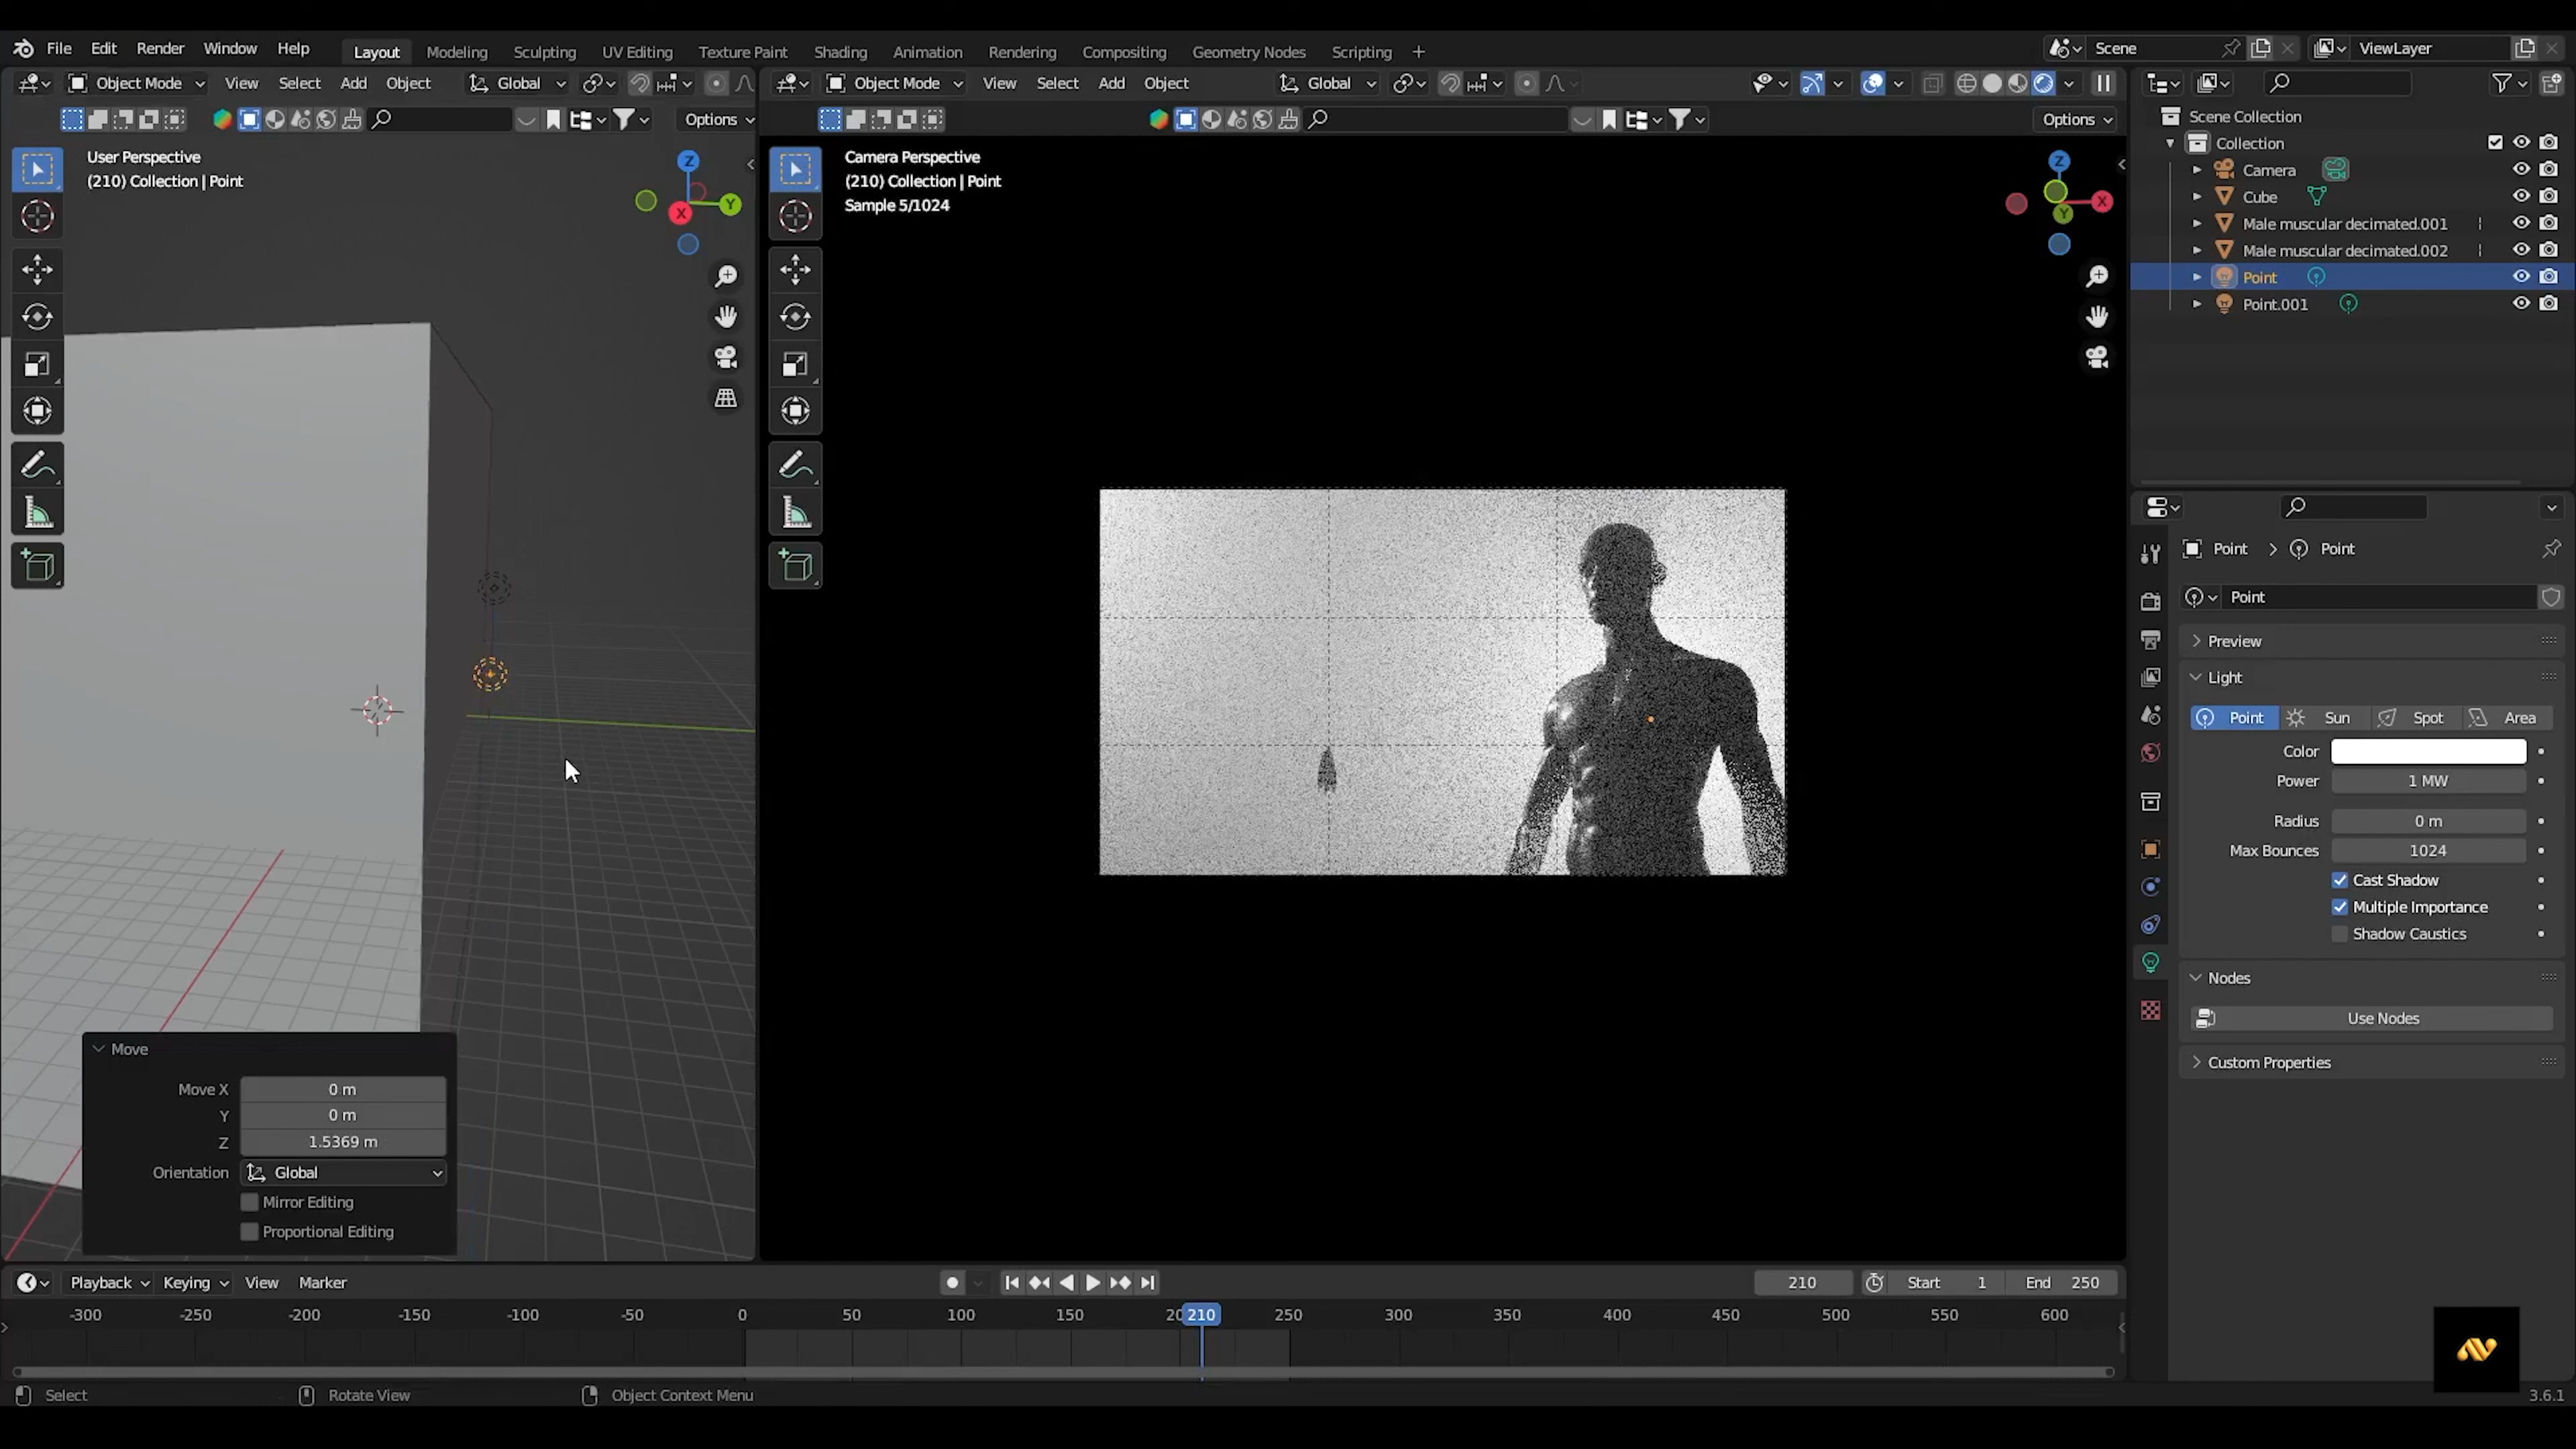 File Edit Render Window Help Layout Modeling Sculpting UV Editing Texture Paint Shading Animation Rendering Compositing Geometry Nodes Scripting + Scene ViewLayer
Object Mode View Select Add Object Global
Options
User Perspective
(210) Collection | Point
Z
Y
X
Move
Move X 0 m
Y 0 m
Z 1.5369 m
Orientation Global
Mirror Editing
Proportional Editing
Object Mode View Select Add Object Global
Options
Camera Perspective
(210) Collection | Point
Sample 5/1024
Z
X
Y
Scene Collection
Collection
Camera
Cube
Male muscular decimated.001
Male muscular decimated.002
Point
Point.001
Point > Point
Point
Preview
Light
Point Sun Spot Area
Color
Power 1 MW
Radius 0 m
Max Bounces 1024
Cast Shadow
Multiple Importance
Shadow Caustics
Nodes
Use Nodes
Custom Properties
Playback Keying View Marker 210 Start 1 End 250
-300 -250 -200 -150 -100 -50 0 50 100 150 20 210 250 300 350 400 450 500 550 600
Select Rotate View Object Context Menu 3.6.1